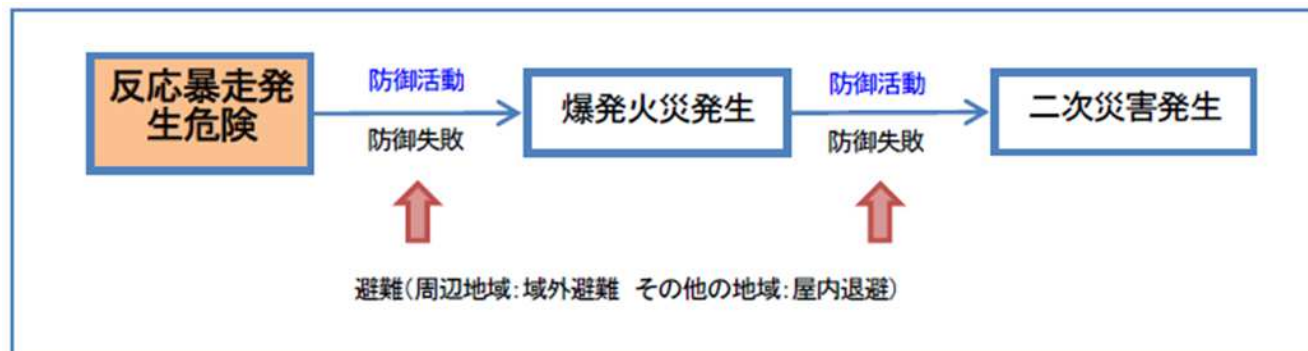 反応暴走発
生危険
防御活動
防御失敗
爆発火災発生
防御活動
防御失敗
二次災害発生
避難(周辺地域:域外避難 その他の地域:屋内退避)